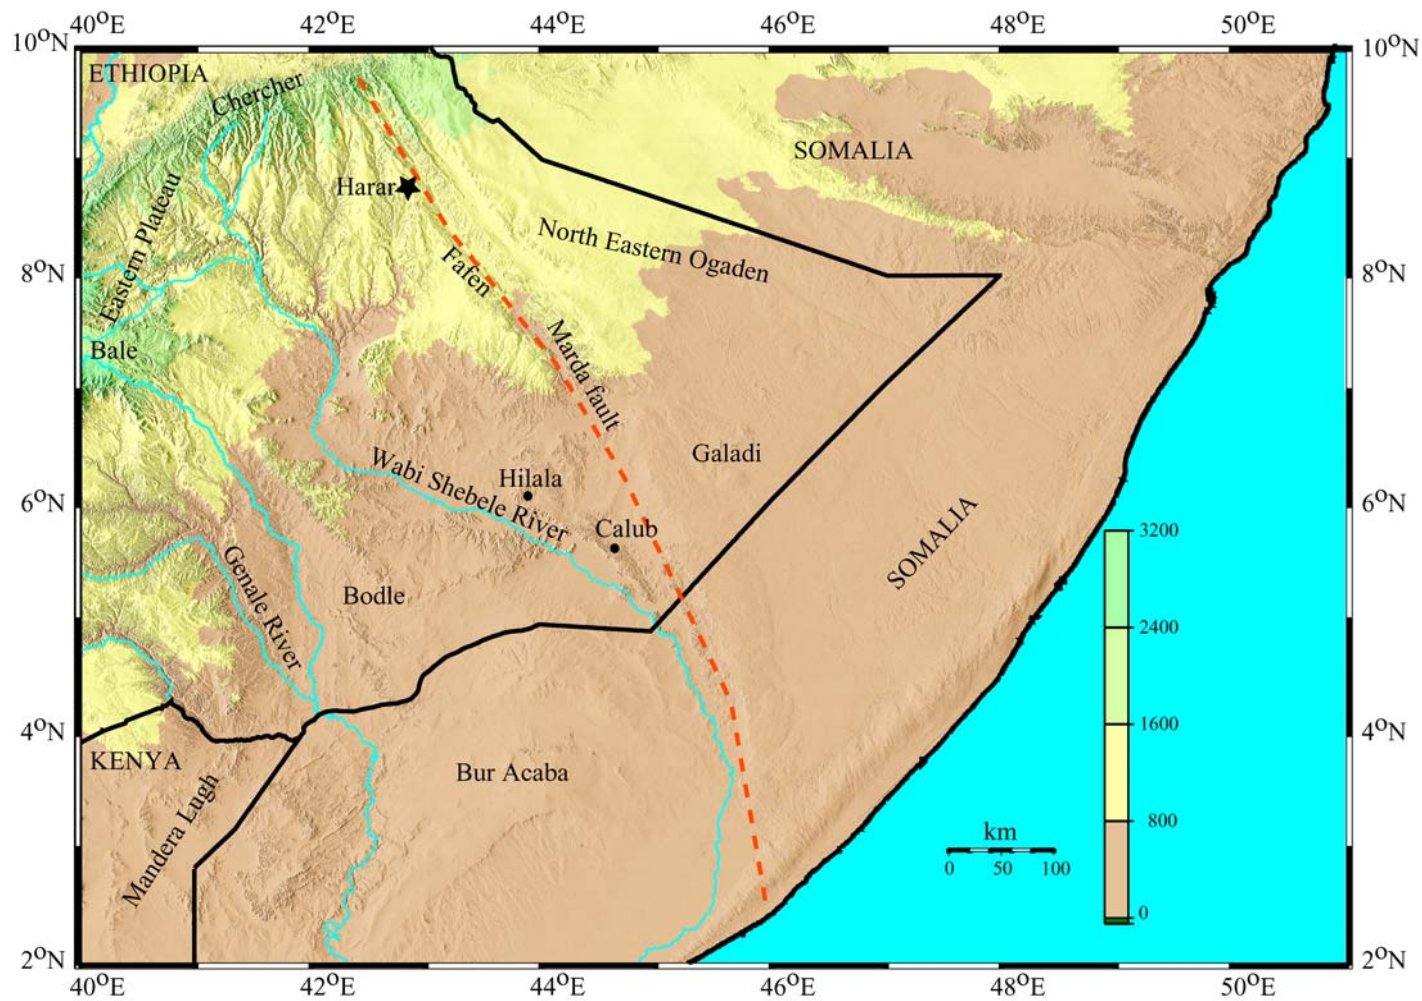 40°E 42°E 44°E 46°E 48°E 50°E
10°N 10°N
ETHIOPIA
Chercher
SOMALIA
Harar
Eastern Plateau
North Eastern Ogaden
Fafen
8°N 8°N
Marda fault
Bale
Galadi
Wabi Shebele River
Hilala
6°N 6°N
Calub
SOMALIA
3200
Genale River
Bodle
2400
1600
4°N 4°N
KENYA
Bur Acaba
Mandera Lugh
800
km
0 50 100
0
2°N 2°N
40°E 42°E 44°E 46°E 48°E 50°E